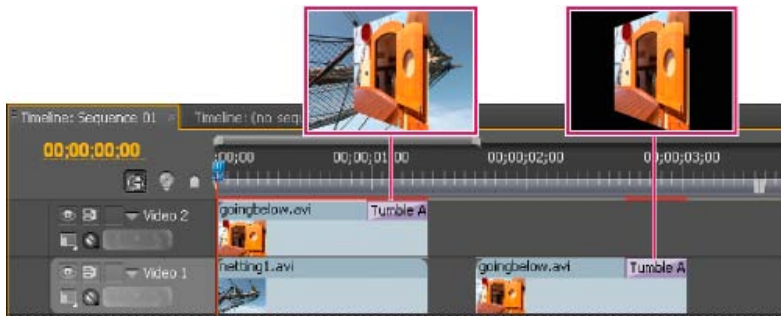 Timeline: Sequence 01 × Timeline: (no sequ
00;00;00;00
;00;00 00;00;01;00 00;00;02;00 00;00;03;00
Video 2
goingbelow.avi Tumble A
Video 1
netting1.avi goingbelow.avi Tumble A